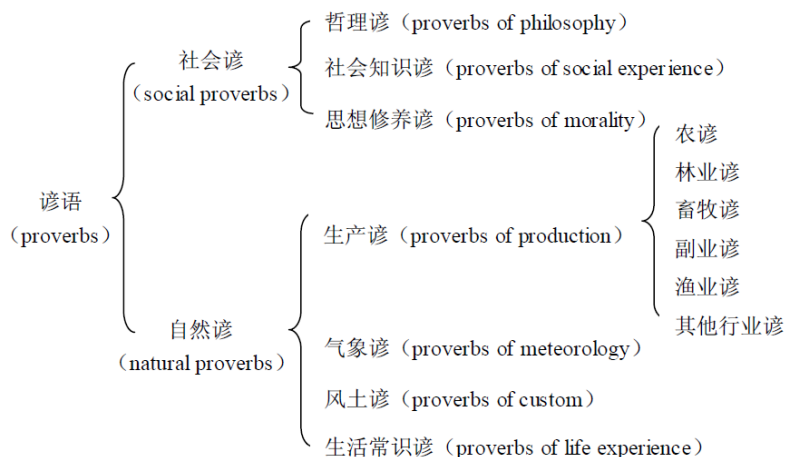 谚语
（proverbs）
社会谚
（social proverbs）
哲理谚（proverbs of philosophy）
社会知识谚（proverbs of social experience）
思想修养谚（proverbs of morality）
自然谚
（natural proverbs）
生产谚（proverbs of production）
农谚
林业谚
畜牧谚
副业谚
渔业谚
其他行业谚
气象谚（proverbs of meteorology）
风土谚（proverbs of custom）
生活常识谚（proverbs of life experience）